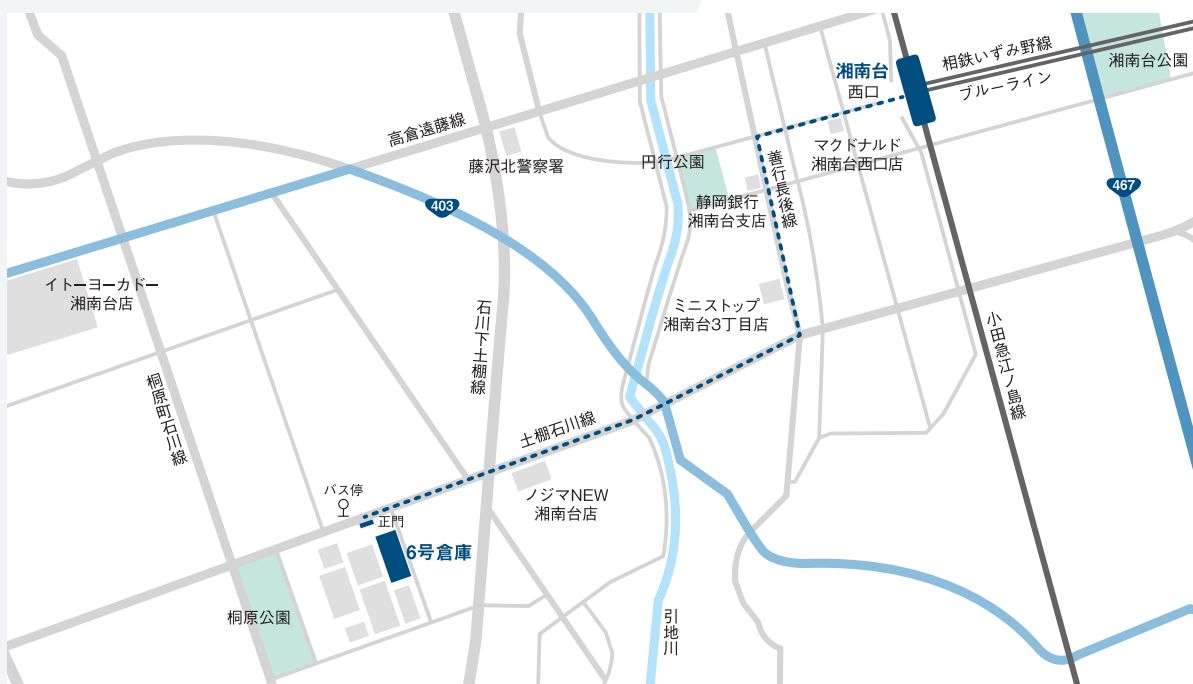 湘南台
西口
相鉄いずみ野線
ブルーライン
湘南台公園
高倉遠藤線
藤沢北警察署
円行公園
マクドナルド
湘南台西口店
善行長後線
静岡銀行
湘南台支店
467
403
イトーヨーカドー
湘南台店
ミニストップ
湘南台3丁目店
石川下土棚線
小田急江ノ島線
桐原町石川線
土棚石川線
バス停
正門
ノジマNEW
湘南台店
6号倉庫
桐原公園
引地川